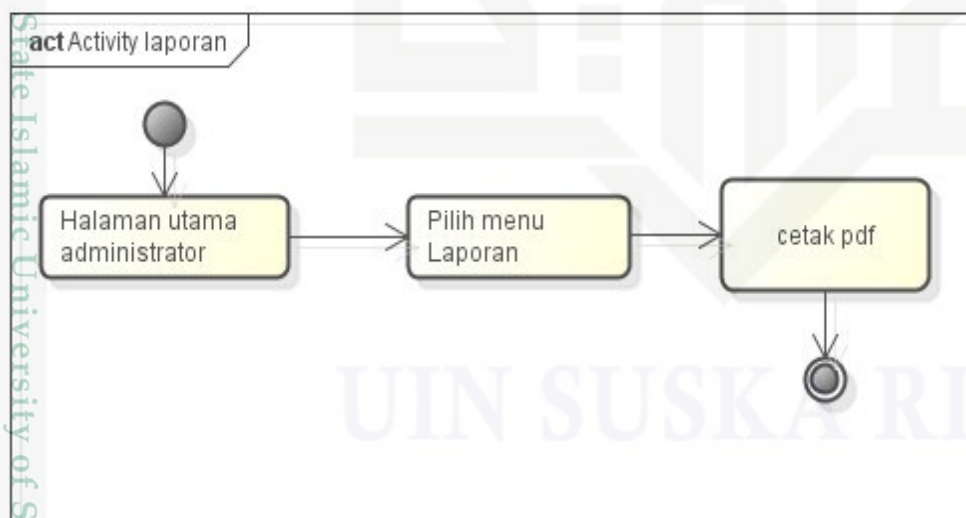 act Activity laporan
Halaman utama
administrator
Pilih menu
Laporan
cetak pdf
UIN SUSKA RI
State Islamic University of S